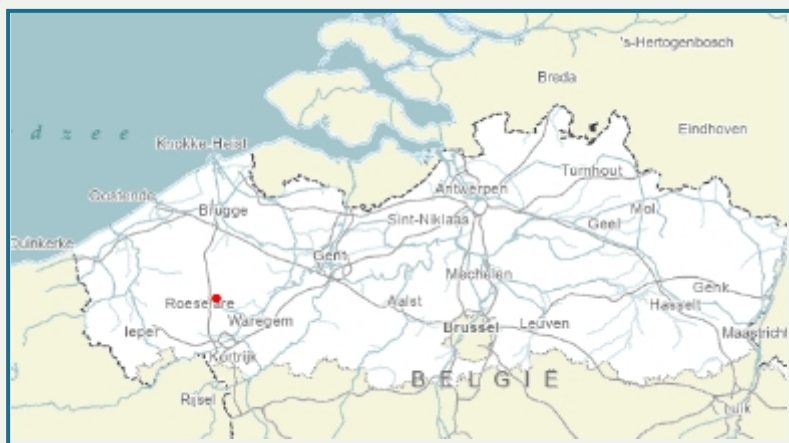 's-Hertogenbosch
Breda
Eindhoven
d z e e
Knokke-Heist
Turnhout
Oostende
Antwerpen
Mol
Brugge
Sint-Niklaas
Geel
Duinkerke
Gent
Mechelen
Genk
Roeselare
Aalst
Hasselt
Waregem
Ieper
Brussel
Leuven
Maastricht
Kortrijk
BELGIË
Rijsel
Luik